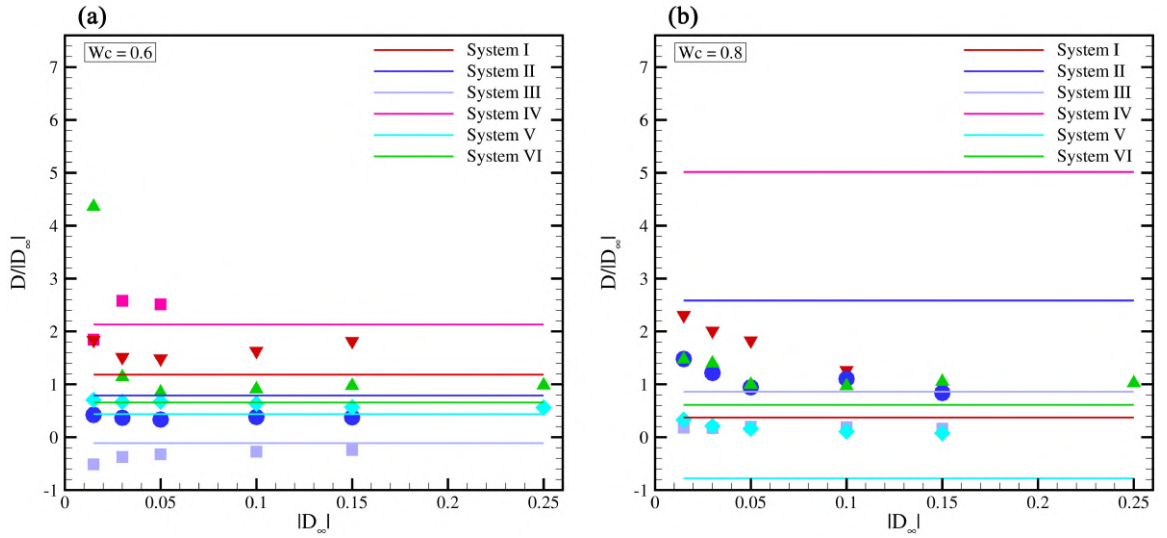 (a)
Wc = 0.6
System I
System II
System III
System IV
System V
System VI
7
6
5
4
3
2
1
0
-1
D/|D∞|
0
0.05
0.1
0.15
0.2
0.25
|D∞|
(b)
Wc = 0.8
System I
System II
System III
System IV
System V
System VI
7
6
5
4
3
2
1
0
-1
D/|D∞|
0
0.05
0.1
0.15
0.2
0.25
|D∞|